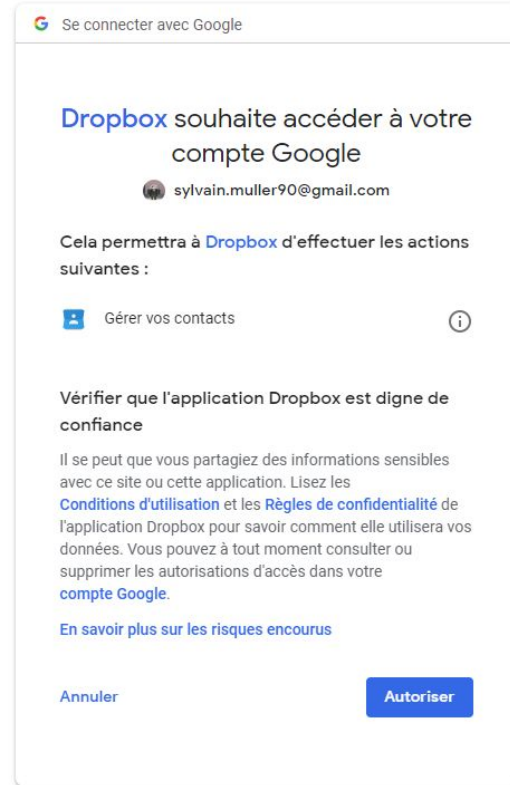 Se connecter avec Google
Dropbox souhaite accéder à votre
compte Google
sylvain.muller90@gmail.com
Cela permettra à Dropbox d'effectuer les actions
suivantes :
Gérer vos contacts
Vérifier que l'application Dropbox est digne de
confiance
Il se peut que vous partagiez des informations sensibles
avec ce site ou cette application. Lisez les
Conditions d'utilisation et les Règles de confidentialité de
l'application Dropbox pour savoir comment elle utilisera vos
données. Vous pouvez à tout moment consulter ou
supprimer les autorisations d'accès dans votre
compte Google.
En savoir plus sur les risques encourus
Annuler Autoriser